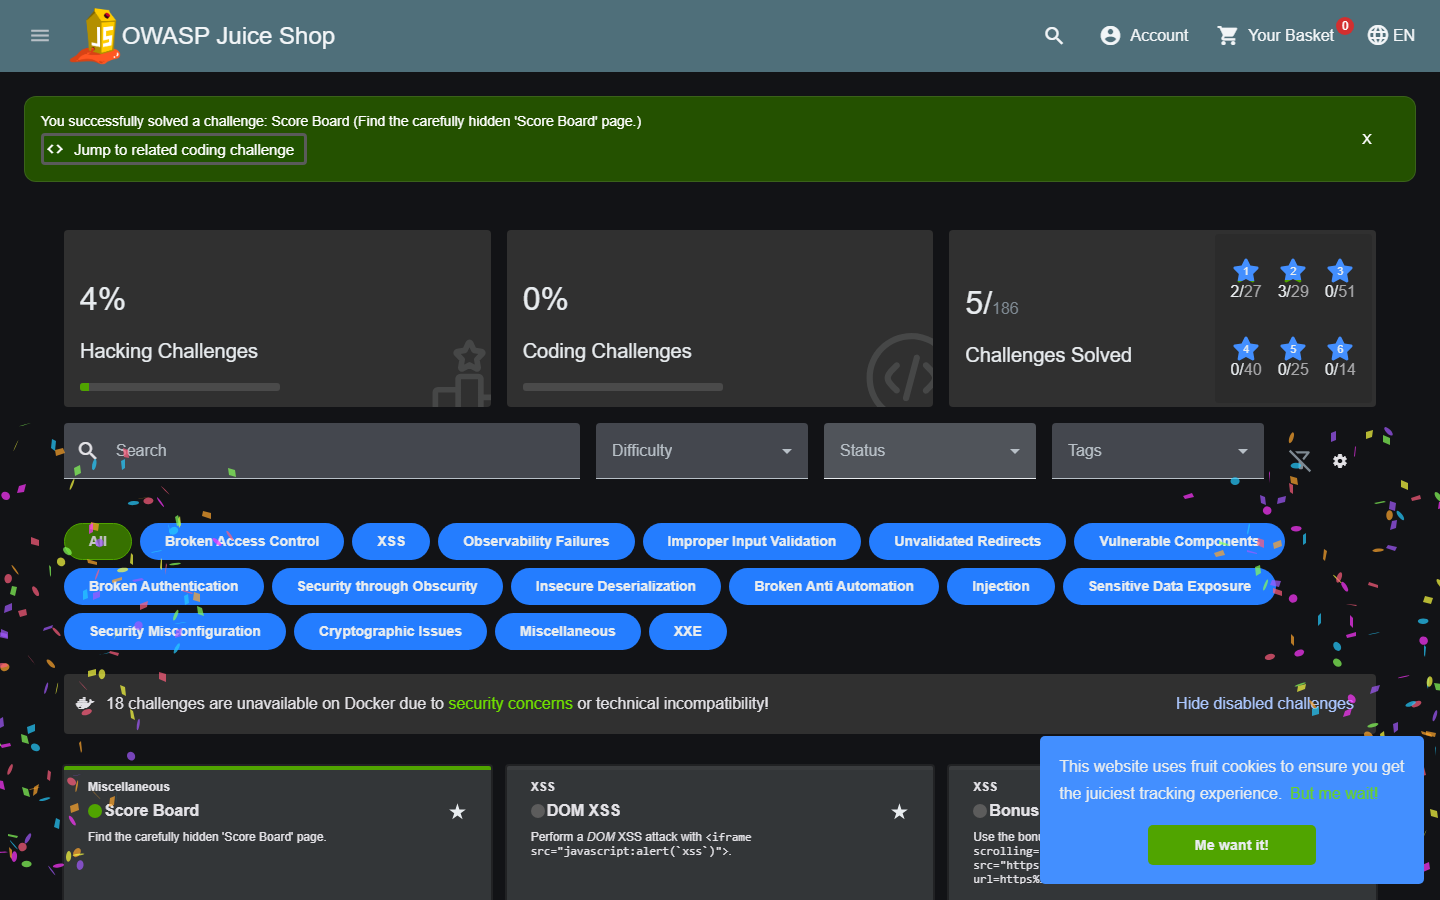 OWASP Juice Shop
Account
Your Basket
0
EN
You successfully solved a challenge: Score Board (Find the carefully hidden 'Score Board' page.)
X
<> Jump to related coding challenge
4%
Hacking Challenges
0%
Coding Challenges
5/186
Challenges Solved
1 2 3
2/27 3/29 0/51
4 5 6
0/40 0/25 0/14
Search
Difficulty
Status
Tags
All
Broken Access Control
XSS
Observability Failures
Improper Input Validation
Unvalidated Redirects
Vulnerable Components
Broken Authentication
Security through Obscurity
Insecure Deserialization
Broken Anti Automation
Injection
Sensitive Data Exposure
Security Misconfiguration
Cryptographic Issues
Miscellaneous
XXE
18 challenges are unavailable on Docker due to security concerns or technical incompatibility!
Hide disabled challenges
Miscellaneous
Score Board
Find the carefully hidden 'Score Board' page.
XSS
DOM XSS
Perform a DOM XSS attack with <iframe
src="javascript:alert(`xss`)">.
XSS
Bonus
Use the bonu
scrolling=
src="https
url=https%
This website uses fruit cookies to ensure you get
the juiciest tracking experience. But me wait!
Me want it!